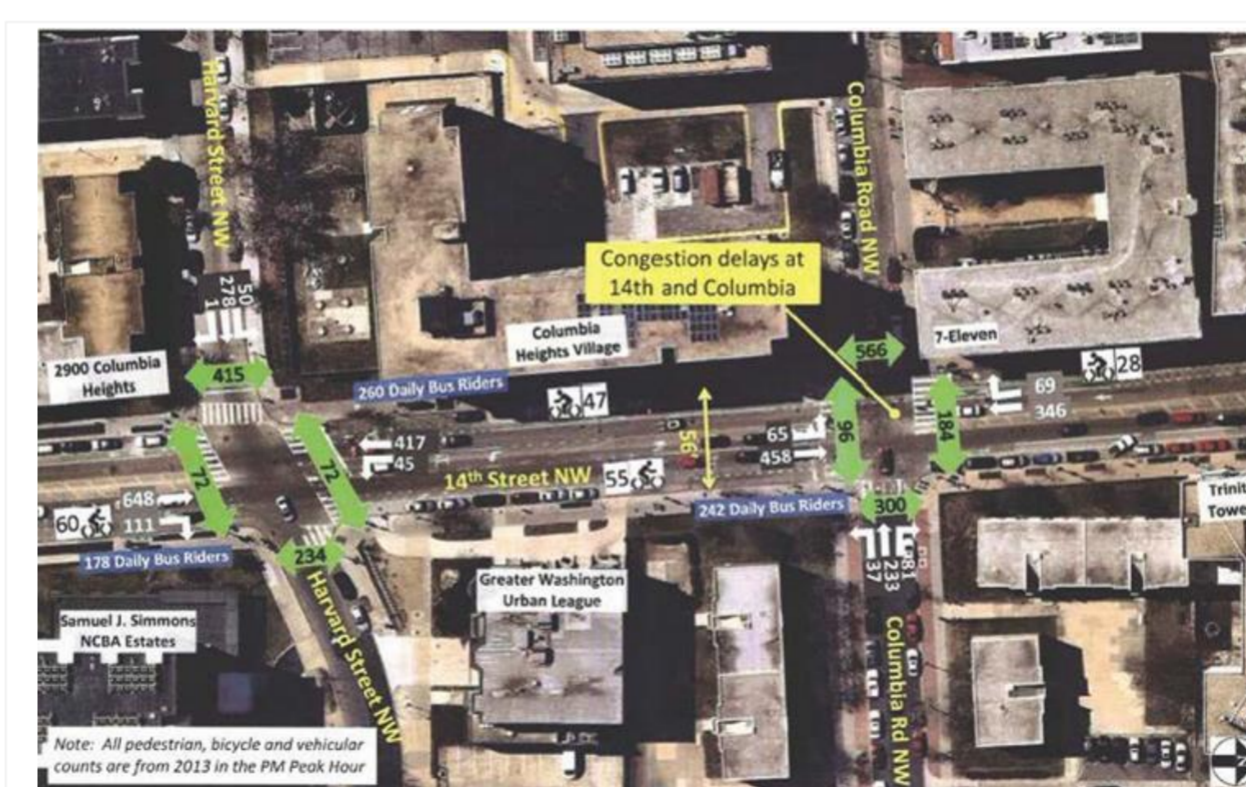 Harvard Street NW
Columbia Road NW
Congestion delays at
14th and Columbia
50
278
1
Columbia
Heights Village
7-Eleven
2900 Columbia
Heights
415
566
28
260 Daily Bus Riders
47
69
346
417
45
65
458
96
184
56'
72
72
14th Street NW
55
648
111
60
242 Daily Bus Riders
300
178 Daily Bus Riders
234
37
233
81
Trinit
Towe
Greater Washington
Urban League
Samuel J. Simmons
NCBA Estates
Harvard Street NW
Columbia Rd NW
Note: All pedestrian, bicycle and vehicular
counts are from 2013 in the PM Peak Hour
N